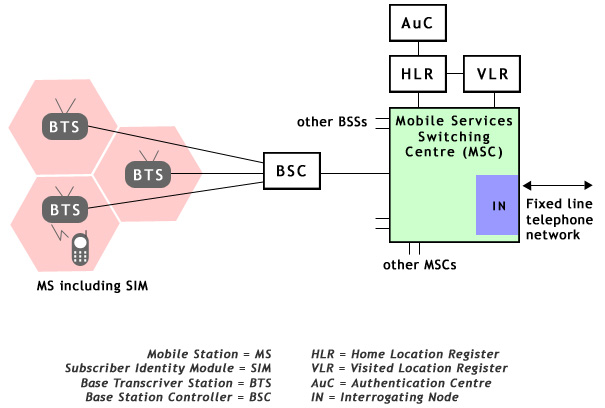 AuC
HLR
VLR
other BSSs
Mobile Services
Switching
Centre (MSC)
BTS
BTS
BSC
BTS
IN
Fixed line
telephone
network
other MSCs
MS including SIM
Mobile Station = MS
Subscriber Identity Module = SIM
Base Transcriver Station = BTS
Base Station Controller = BSC
HLR = Home Location Register
VLR = Visited Location Register
AuC = Authentication Centre
IN = Interrogating Node